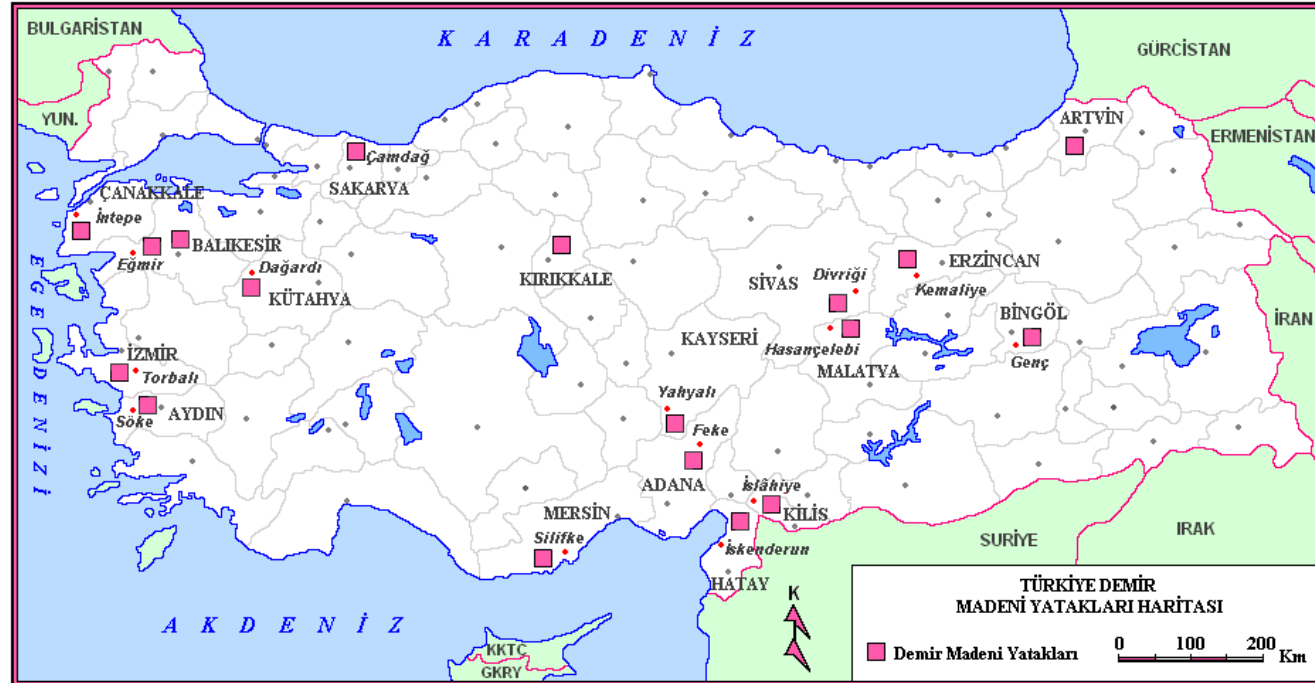 BULGARİSTAN
K A R A D E N İ Z
GÜRCİSTAN
YUN.
ARTVİN
ERMENİSTAN
Çamdağ
SAKARYA
ÇANAKKALE
İntepe
BALIKESİR
Eğmir
Dağardı
KÜTAHYA
KIRIKKALE
SİVAS
Divriği
ERZİNCAN
Kemaliye
BİNGÖL
Genç
İRAN
EGE DENİZİ
KAYSERİ
Hasançelebi
MALATYA
İZMİR
Torbalı
Söke
AYDIN
Yahyalı
Feke
ADANA
İslâhiye
KİLİS
MERSİN
Silifke
İskenderun
HATAY
SURİYE
IRAK
A K D E N İ Z
KKTC
GKRY
K
TÜRKİYE DEMİR
MADENİ YATAKLARI HARİTASI
Demir Madeni Yatakları
0 100 200
Km